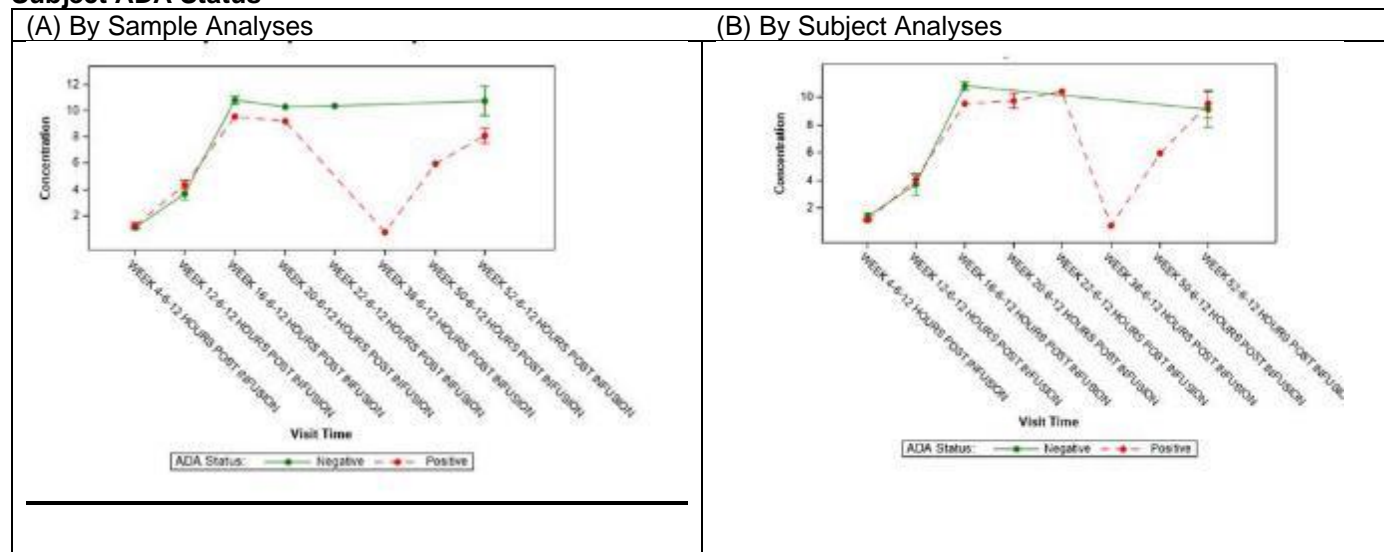 Subject ADA Status
(A) By Sample Analyses
(B) By Subject Analyses
12
10
8
6
4
2
Concentration
WEEK 4-6-12 HOURS POST INFUSION
WEEK 12-6-12 HOURS POST INFUSION
WEEK 16-6-12 HOURS POST INFUSION
WEEK 20-6-12 HOURS POST INFUSION
WEEK 22-6-12 HOURS POST INFUSION
WEEK 38-6-12 HOURS POST INFUSION
WEEK 50-6-12 HOURS POST INFUSION
WEEK 52-6-12 HOURS POST INFUSION
Visit Time
ADA Status: Negative Positive
10
8
6
4
2
Concentration
WEEK 4-6-12 HOURS POST INFUSION
WEEK 12-6-12 HOURS POST INFUSION
WEEK 16-6-12 HOURS POST INFUSION
WEEK 20-6-12 HOURS POST INFUSION
WEEK 22-6-12 HOURS POST INFUSION
WEEK 38-6-12 HOURS POST INFUSION
WEEK 50-6-12 HOURS POST INFUSION
WEEK 52-6-12 HOURS POST
Visit Time
ADA Status: Negative Positive